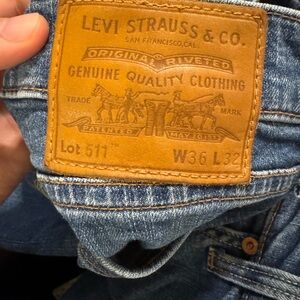 LEVI STRAUSS & CO.
SAN FRANCISCO, CAL.
ORIGINAL RIVETED
GENUINE QUALITY CLOTHING
TRADE MARK
PATENTED MAY 20 1873
Lot 511™ W36 L32